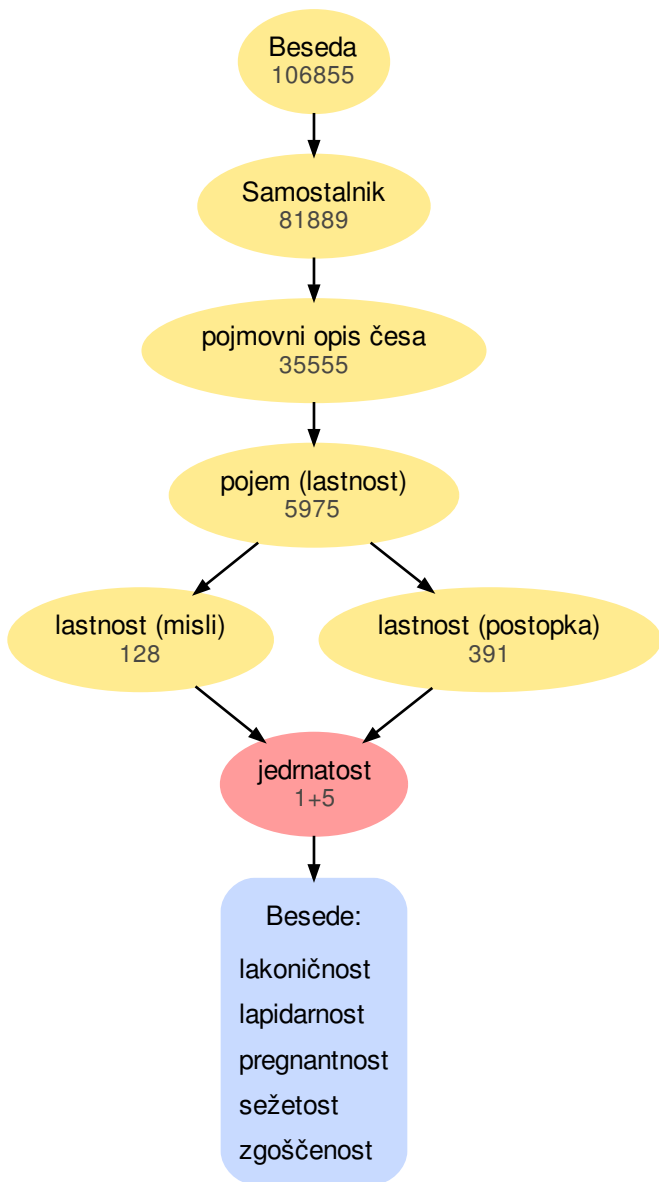 Beseda
106855
Samostalnik
81889
pojmovni opis česa
35555
pojem (lastnost)
5975
lastnost (misli)
128
lastnost (postopka)
391
jedrnatost
1+5
Besede:
lakoničnost
lapidarnost
pregnantnost
sežetost
zgoščenost